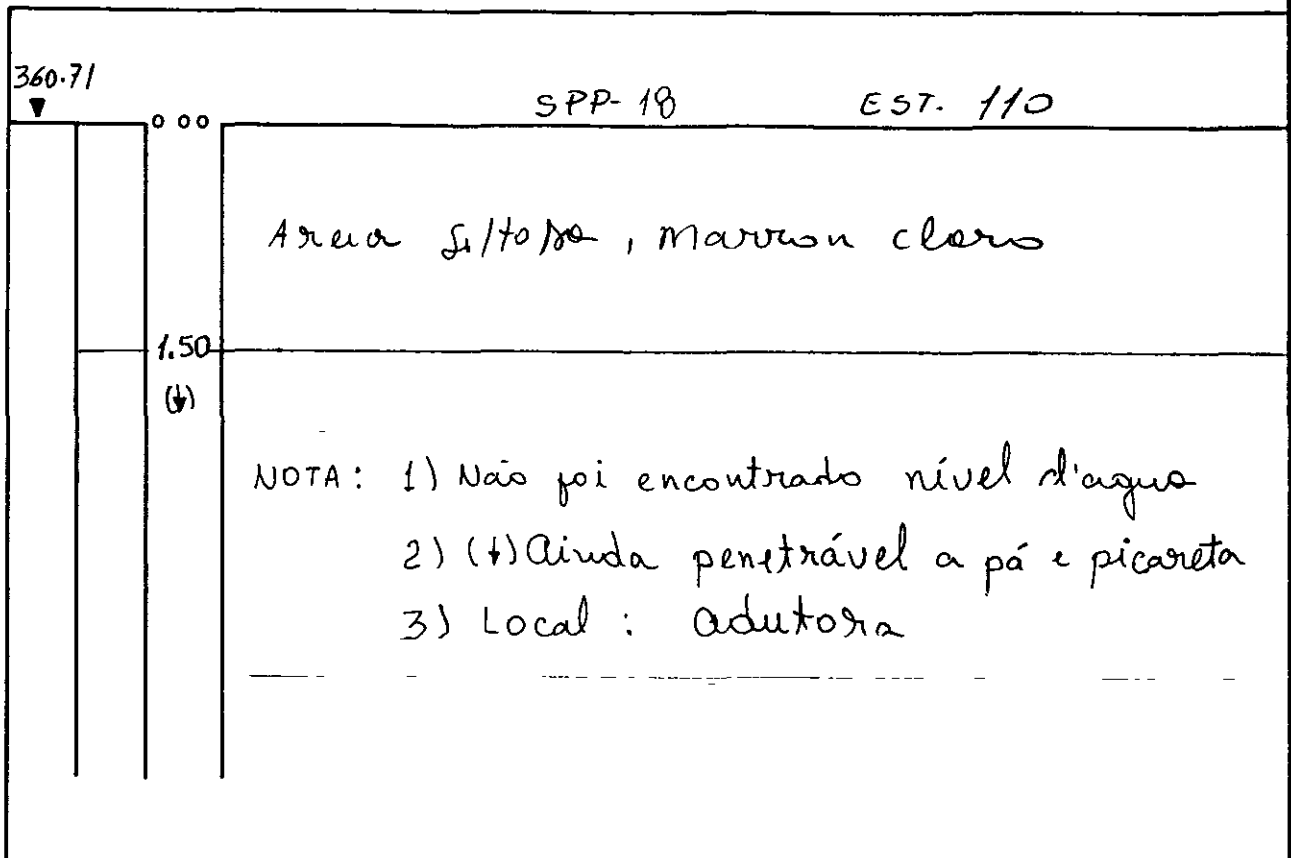 360.71
SPP-18 EST. 110
0 00
Areia siltosa, marron claro
1.50
(↓)
NOTA: 1) Não foi encontrado nível d'agua
2) (↓) Ainda penetrável a pá e picareta
3) Local: adutora